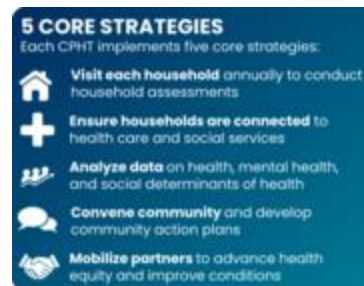 5 CORE STRATEGIES
Each CPHT implements five core strategies:
Visit each household annually to conduct
household assessments
Ensure households are connected to
health care and social services
Analyze data on health, mental health,
and social determinants of health
Convene community and develop
community action plans
Mobilize partners to advance health
equity and improve conditions